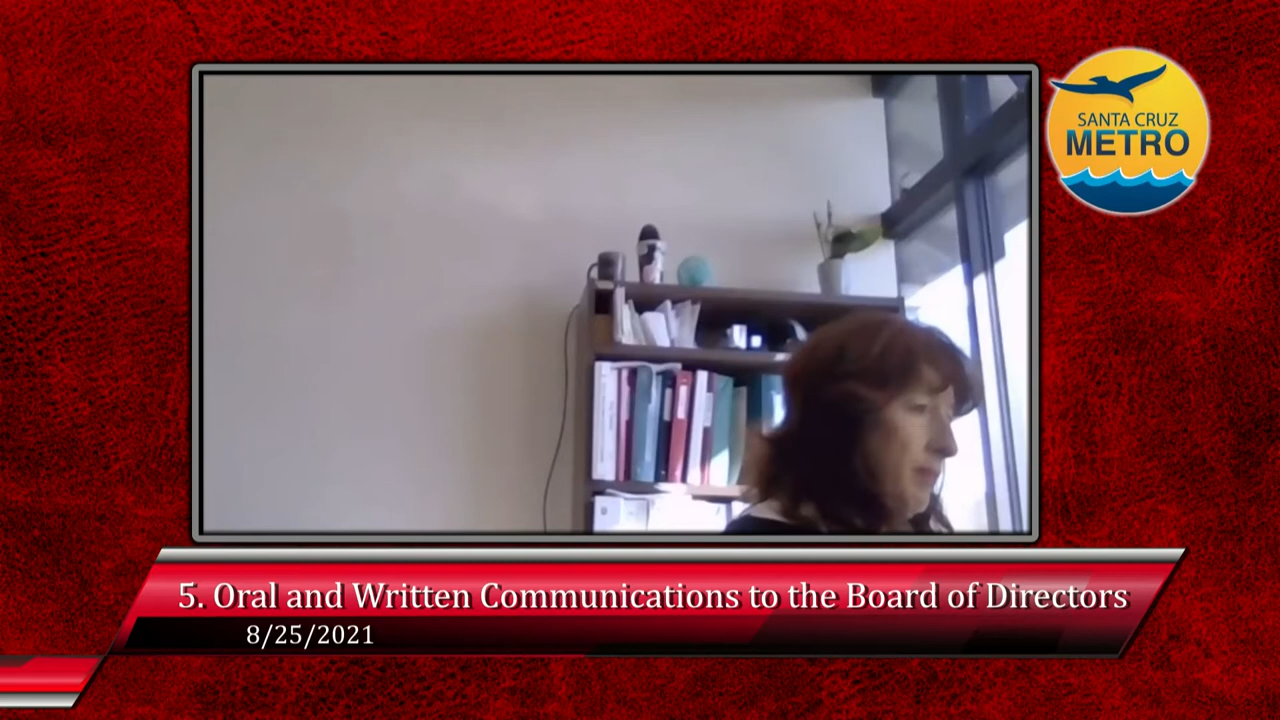 SANTA CRUZ
METRO
5. Oral and Written Communications to the Board of Directors
8/25/2021